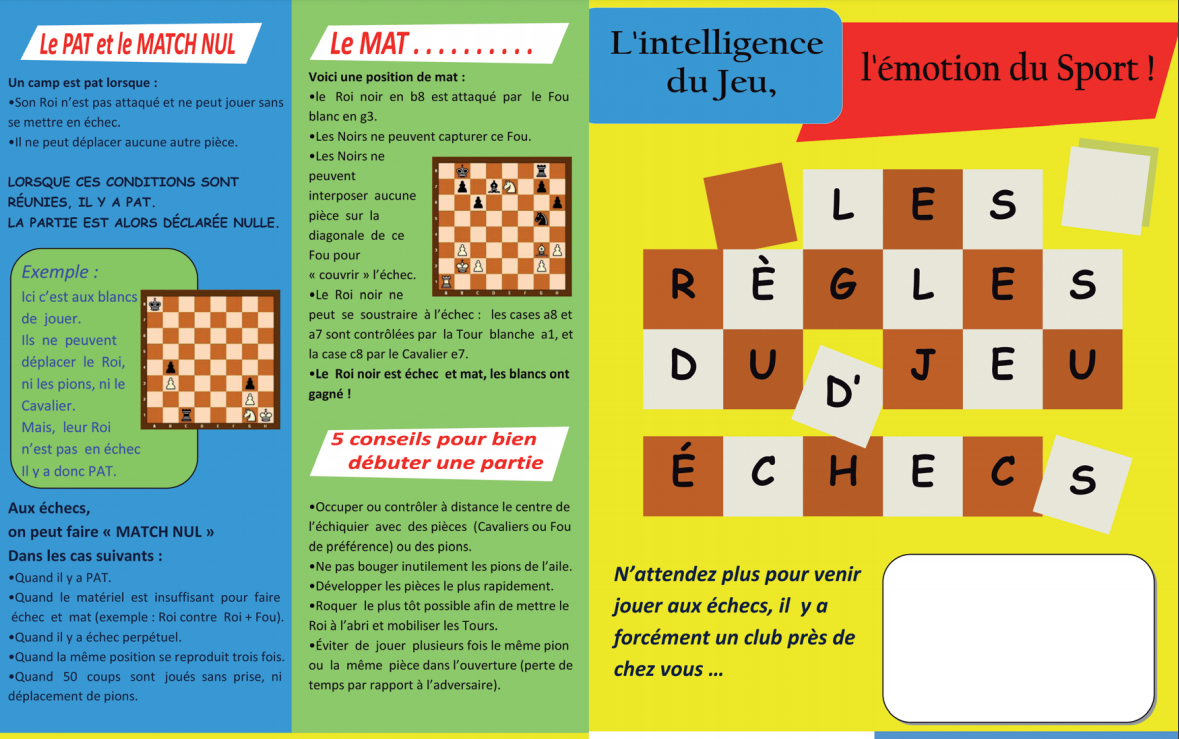 Le PAT et le MATCH NUL
Un camp est pat lorsque :
•Son Roi n'est pas attaqué et ne peut jouer sans
se mettre en échec.
•Il ne peut déplacer aucune autre pièce.
LORSQUE CES CONDITIONS SONT
RÉUNIES, IL Y A PAT.
LA PARTIE EST ALORS DÉCLARÉE NULLE.
Exemple :
Ici c'est aux blancs
de jouer.
Ils ne peuvent
déplacer le Roi,
ni les pions, ni le
Cavalier.
Mais, leur Roi
n'est pas en échec
Il y a donc PAT.
Aux échecs,
on peut faire « MATCH NUL »
Dans les cas suivants :
•Quand il y a PAT.
•Quand le matériel est insuffisant pour faire
échec et mat (exemple : Roi contre Roi + Fou).
•Quand il y a échec perpétuel.
•Quand la même position se reproduit trois fois.
•Quand 50 coups sont joués sans prise, ni
déplacement de pions.
Le MAT . . . . . . . . . .
Voici une position de mat :
•le Roi noir en b8 est attaqué par le Fou
blanc en g3.
•Les Noirs ne peuvent capturer ce Fou.
•Les Noirs ne
peuvent
interposer aucune
pièce sur la
diagonale de ce
Fou pour
« couvrir » l'échec.
•Le Roi noir ne
peut se soustraire à l'échec : les cases a8 et
a7 sont contrôlées par la Tour blanche a1, et
la case c8 par le Cavalier e7.
•Le Roi noir est échec et mat, les blancs ont
gagné !
5 conseils pour bien
débuter une partie
•Occuper ou contrôler à distance le centre de
l'échiquier avec des pièces (Cavaliers ou Fou
de préférence) ou des pions.
•Ne pas bouger inutilement les pions de l'aile.
•Développer les pièces le plus rapidement.
•Roquer le plus tôt possible afin de mettre le
Roi à l'abri et mobiliser les Tours.
•Éviter de jouer plusieurs fois le même pion
ou la même pièce dans l'ouverture (perte de
temps par rapport à l'adversaire).
L'intelligence
du Jeu,
l'émotion du Sport !
LES
RÈGLES
DU JEU
D'
ÉCHECS
N'attendez plus pour venir
jouer aux échecs, il y a
forcément un club près de
chez vous ...